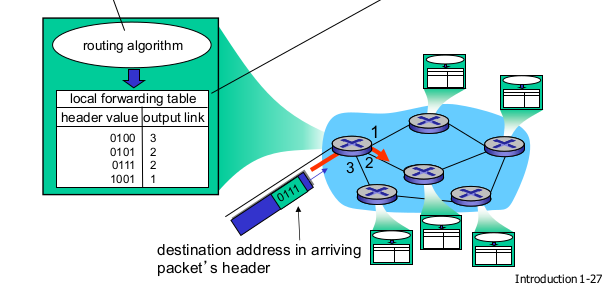 routing algorithm
local forwarding table
header value output link
0100 3
0101 2
0111 2
1001 1
1
2
3
0111
destination address in arriving
packet’s header
Introduction 1-27